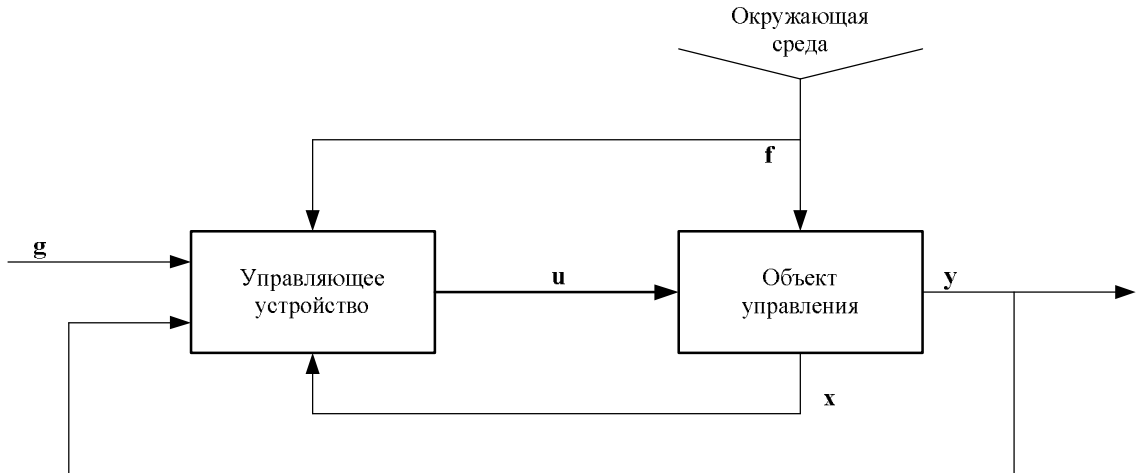 Окружающая
среда
f
g
Управляющее
устройство
u
Объект
управления
y
x